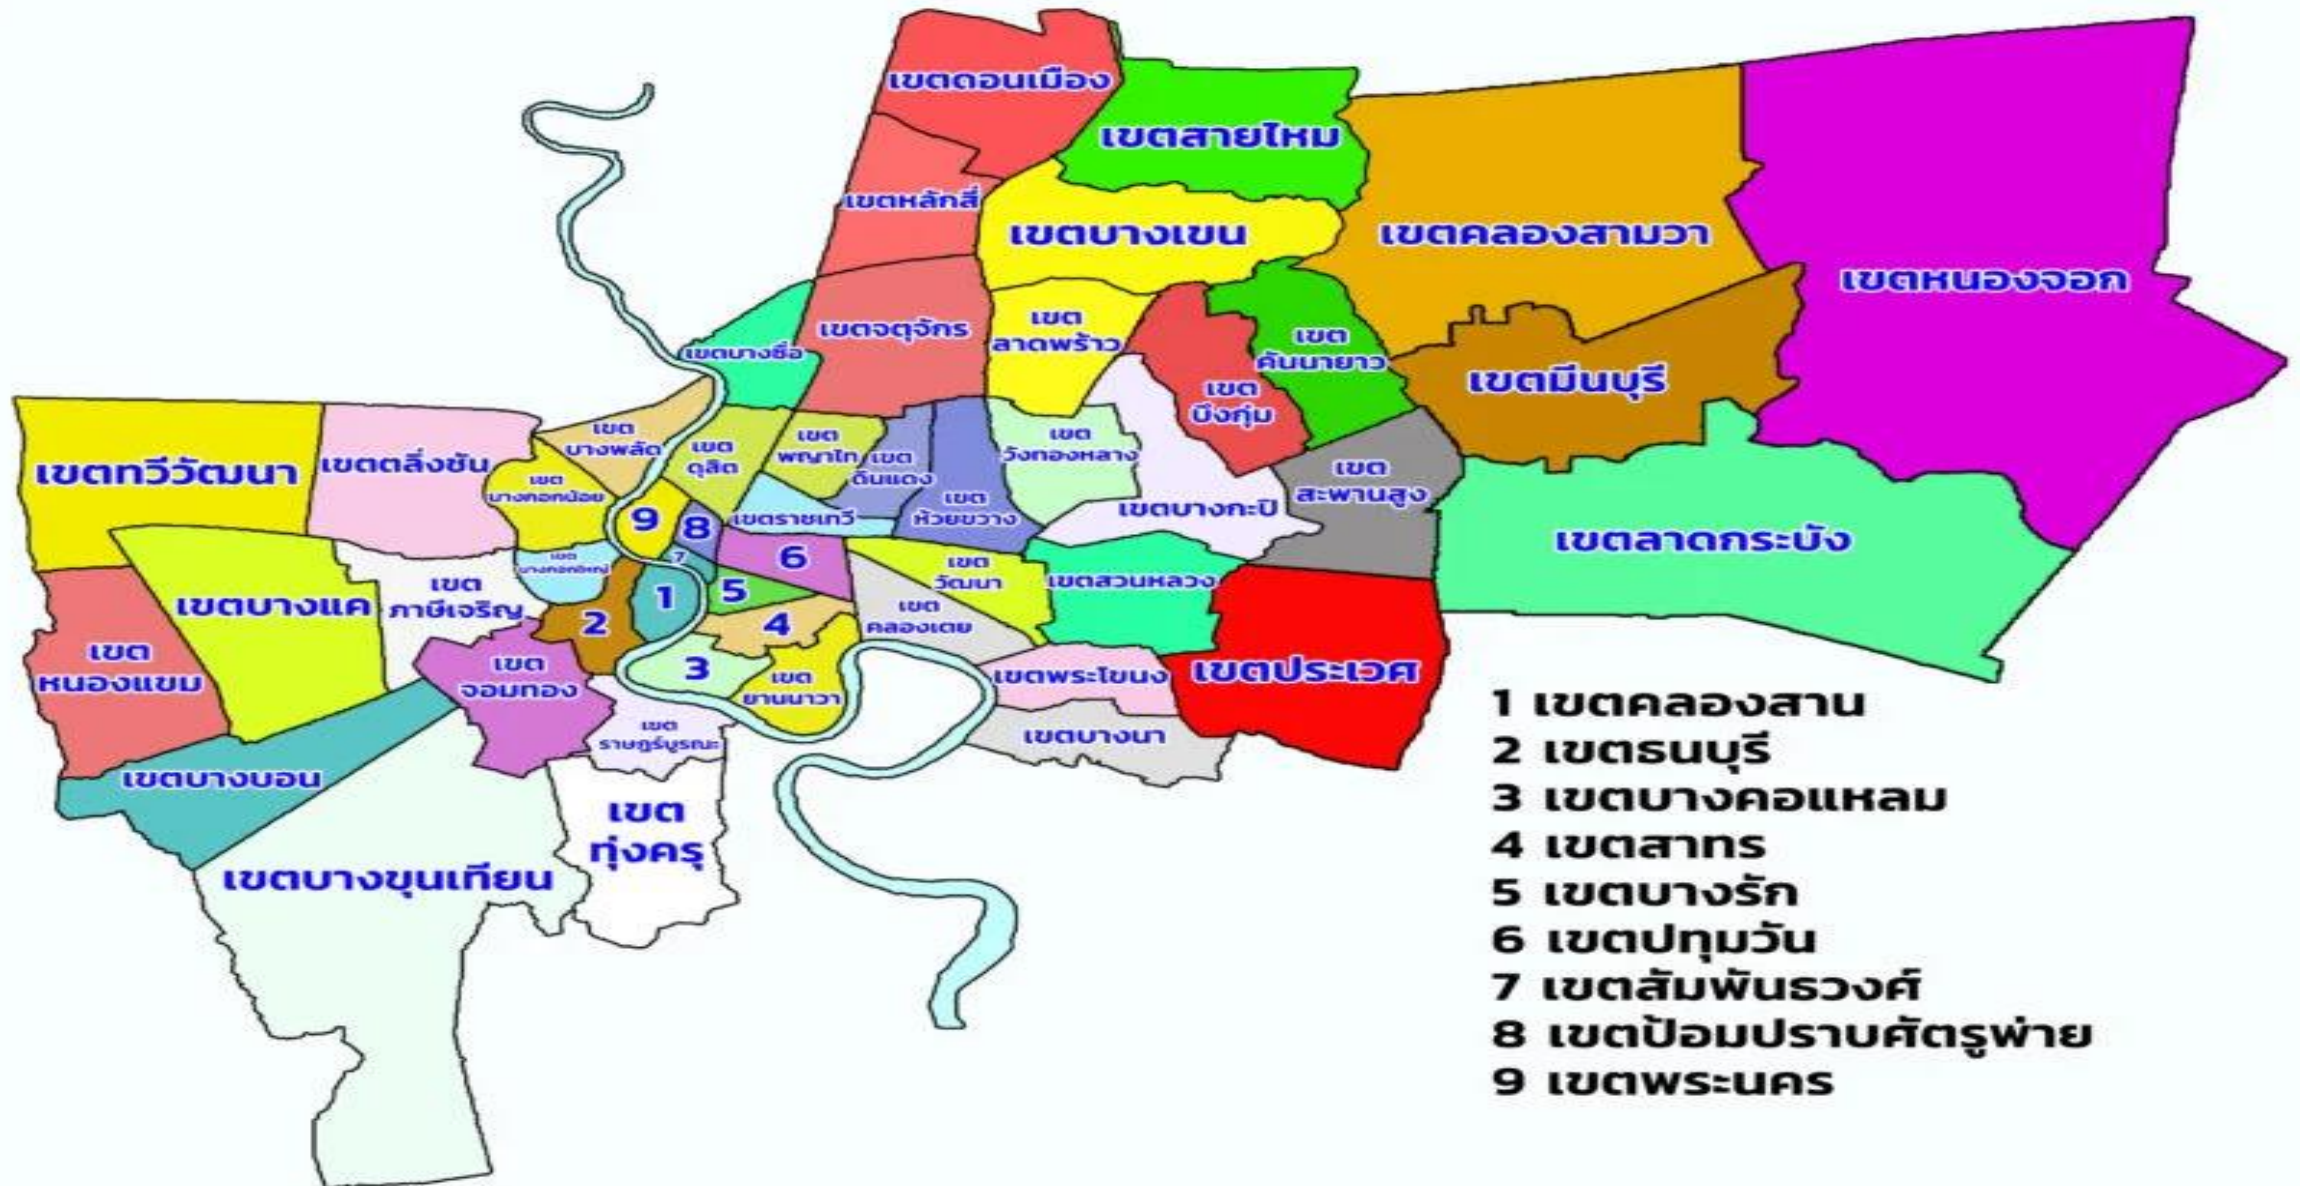 เขตดอนเมือง
เขตสายไหม
เขตหลักสี่
เขตบางเขน
เขตคลองสามวา
เขตหนองจอก
เขตจตุจักร
เขต
ลาดพร้าว
เขตบางซื่อ
เขต
คันนายาว
เขต
บึงกุ่ม
เขตมีนบุรี
เขตทวีวัฒนา
เขตตลิ่งชัน
เขต
บางพลัด
เขต
ดุสิต
เขต
พญาไท
เขต
ดินแดง
เขต
วังทองหลาง
เขต
สะพานสูง
เขต
บางกอกน้อย
9
8
เขตราชเทวี
เขต
ห้วยขวาง
เขตบางกะปิ
เขตลาดกระบัง
เขต
บางกอกใหญ่
7
6
เขต
วัฒนา
เขตสวนหลวง
เขตบางแค
เขต
ภาษีเจริญ
2
1
5
4
เขต
คลองเตย
เขต
หนองแขม
เขต
จอมทอง
3
เขต
ยานนาวา
เขตพระโขนง
เขตประเวศ
เขต
ราษฎร์บูรณะ
เขตบางนา
เขตบางบอน
เขต
ทุ่งครุ
เขตบางขุนเทียน
1 เขตคลองสาน
2 เขตธนบุรี
3 เขตบางคอแหลม
4 เขตสาทร
5 เขตบางรัก
6 เขตปทุมวัน
7 เขตสัมพันธวงศ์
8 เขตป้อมปราบศัตรูพ่าย
9 เขตพระนคร